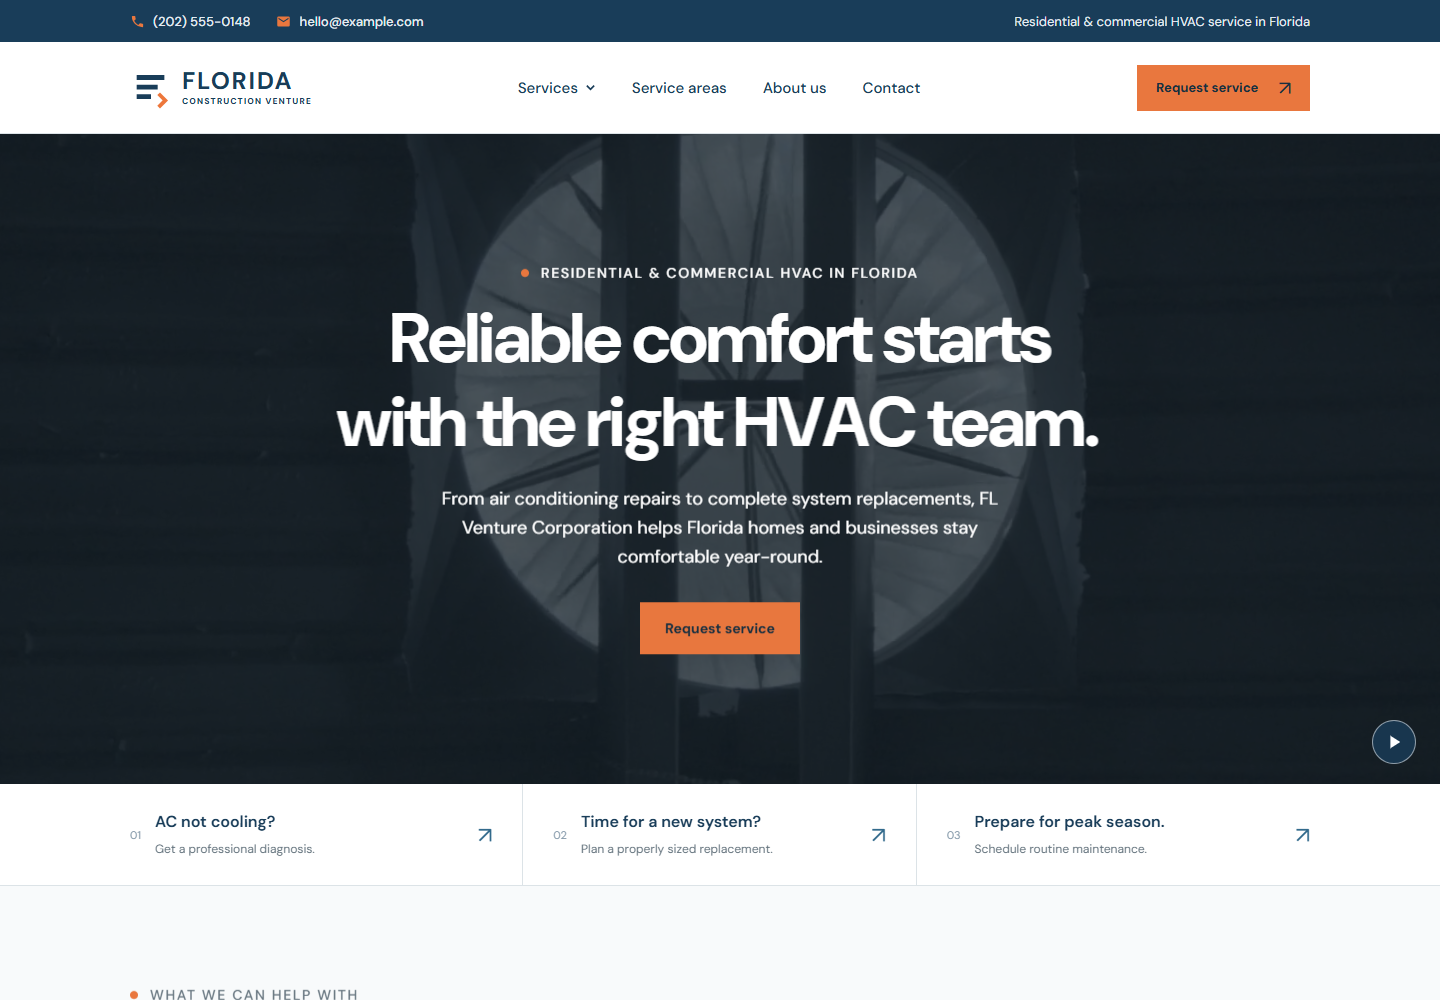 (202) 555-0148
hello@example.com
Residential & commercial HVAC service in Florida
FLORIDA
CONSTRUCTION VENTURE
Services
Service areas
About us
Contact
Request service
RESIDENTIAL & COMMERCIAL HVAC IN FLORIDA
Reliable comfort starts
with the right HVAC team.
From air conditioning repairs to complete system replacements, FL
Venture Corporation helps Florida homes and businesses stay
comfortable year-round.
Request service
01
AC not cooling?
Get a professional diagnosis.
02
Time for a new system?
Plan a properly sized replacement.
03
Prepare for peak season.
Schedule routine maintenance.
WHAT WE CAN HELP WITH